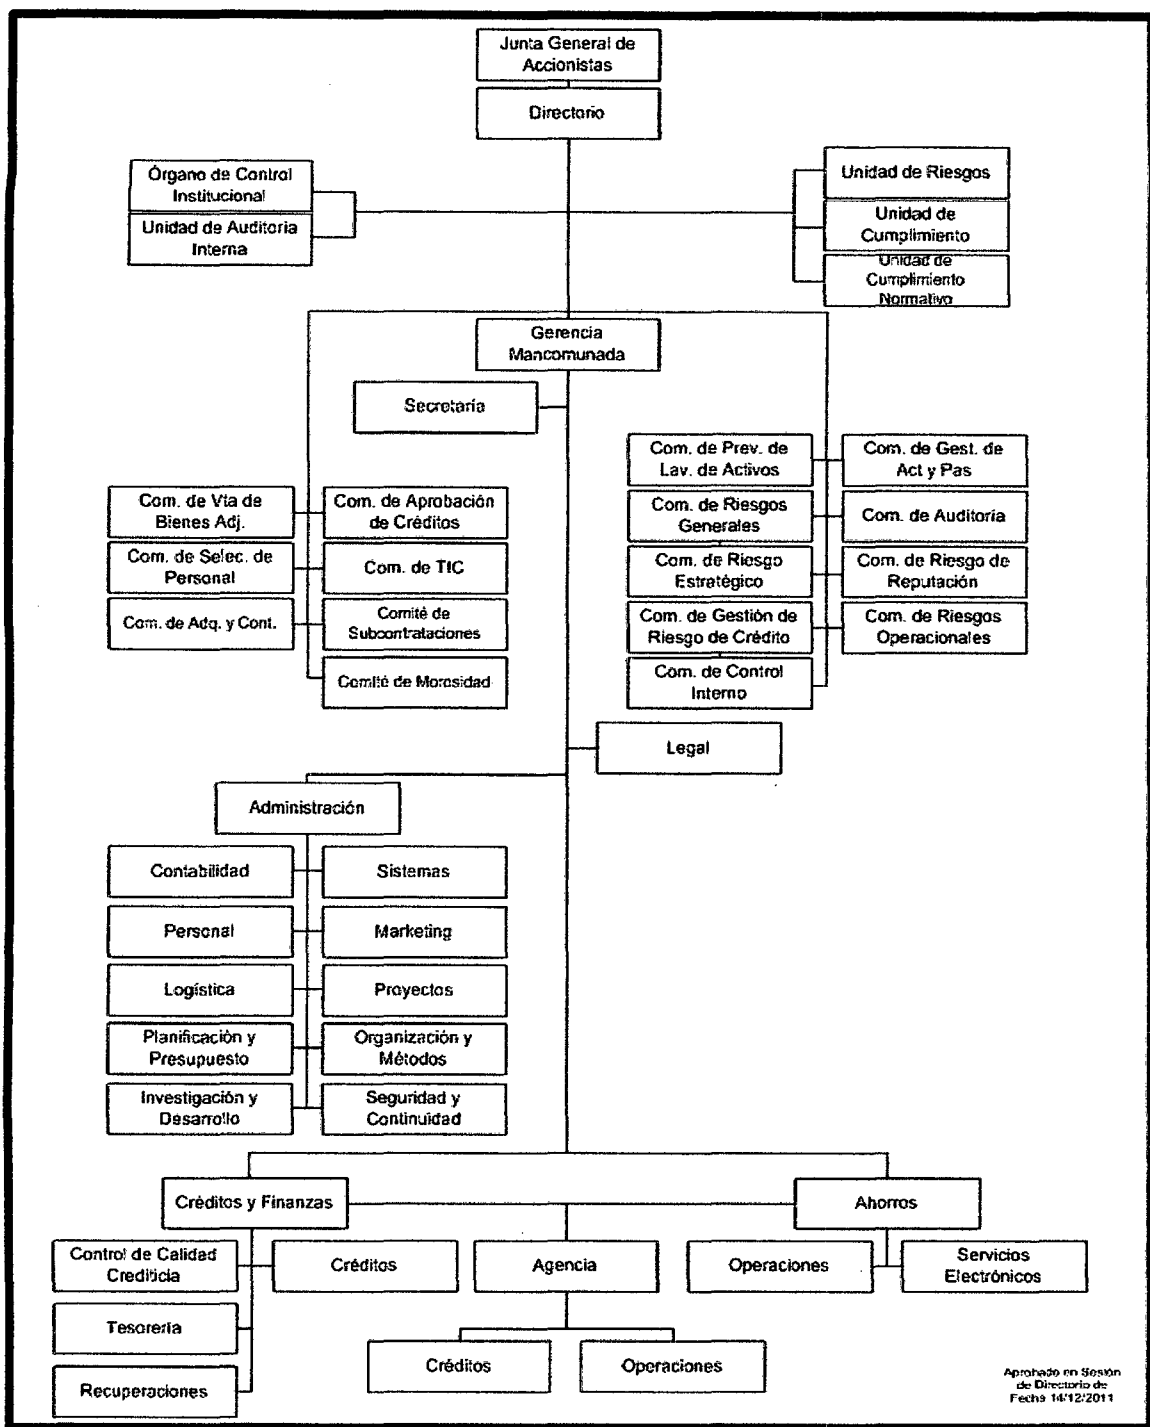 Junta General de
Accionistas
Directorio
Órgano de Control
Institucional
Unidad de Auditoría
Interna
Unidad de Riesgos
Unidad de
Cumplimiento
Unidad de
Cumplimiento
Normativo
Gerencia
Mancomunada
Secretaría
Com. de Prev. de
Lav. de Activos
Com. de Gest. de
Act y Pas
Com. de Riesgos
Generales
Com. de Auditoría
Com. de Riesgo
Estratégico
Com. de Riesgo de
Reputación
Com. de Gestión de
Riesgo de Crédito
Com. de Riesgos
Operacionales
Com. de Control
Interno
Com. de Vta de
Bienes Adj.
Com. de Aprobación
de Créditos
Com. de Selec. de
Personal
Com. de TIC
Com. de Adq. y Cont.
Comité de
Subcontrataciones
Comité de Morosidad
Legal
Administración
Contabilidad
Sistemas
Personal
Marketing
Logística
Proyectos
Planificación y
Presupuesto
Organización y
Métodos
Investigación y
Desarrollo
Seguridad y
Continuidad
Créditos y Finanzas
Ahorros
Control de Calidad
Crediticia
Créditos
Agencia
Operaciones
Servicios
Electrónicos
Tesorería
Recuperaciones
Créditos
Operaciones
Aprobado en Sesión
de Directorio de
Fecha 14/12/2011